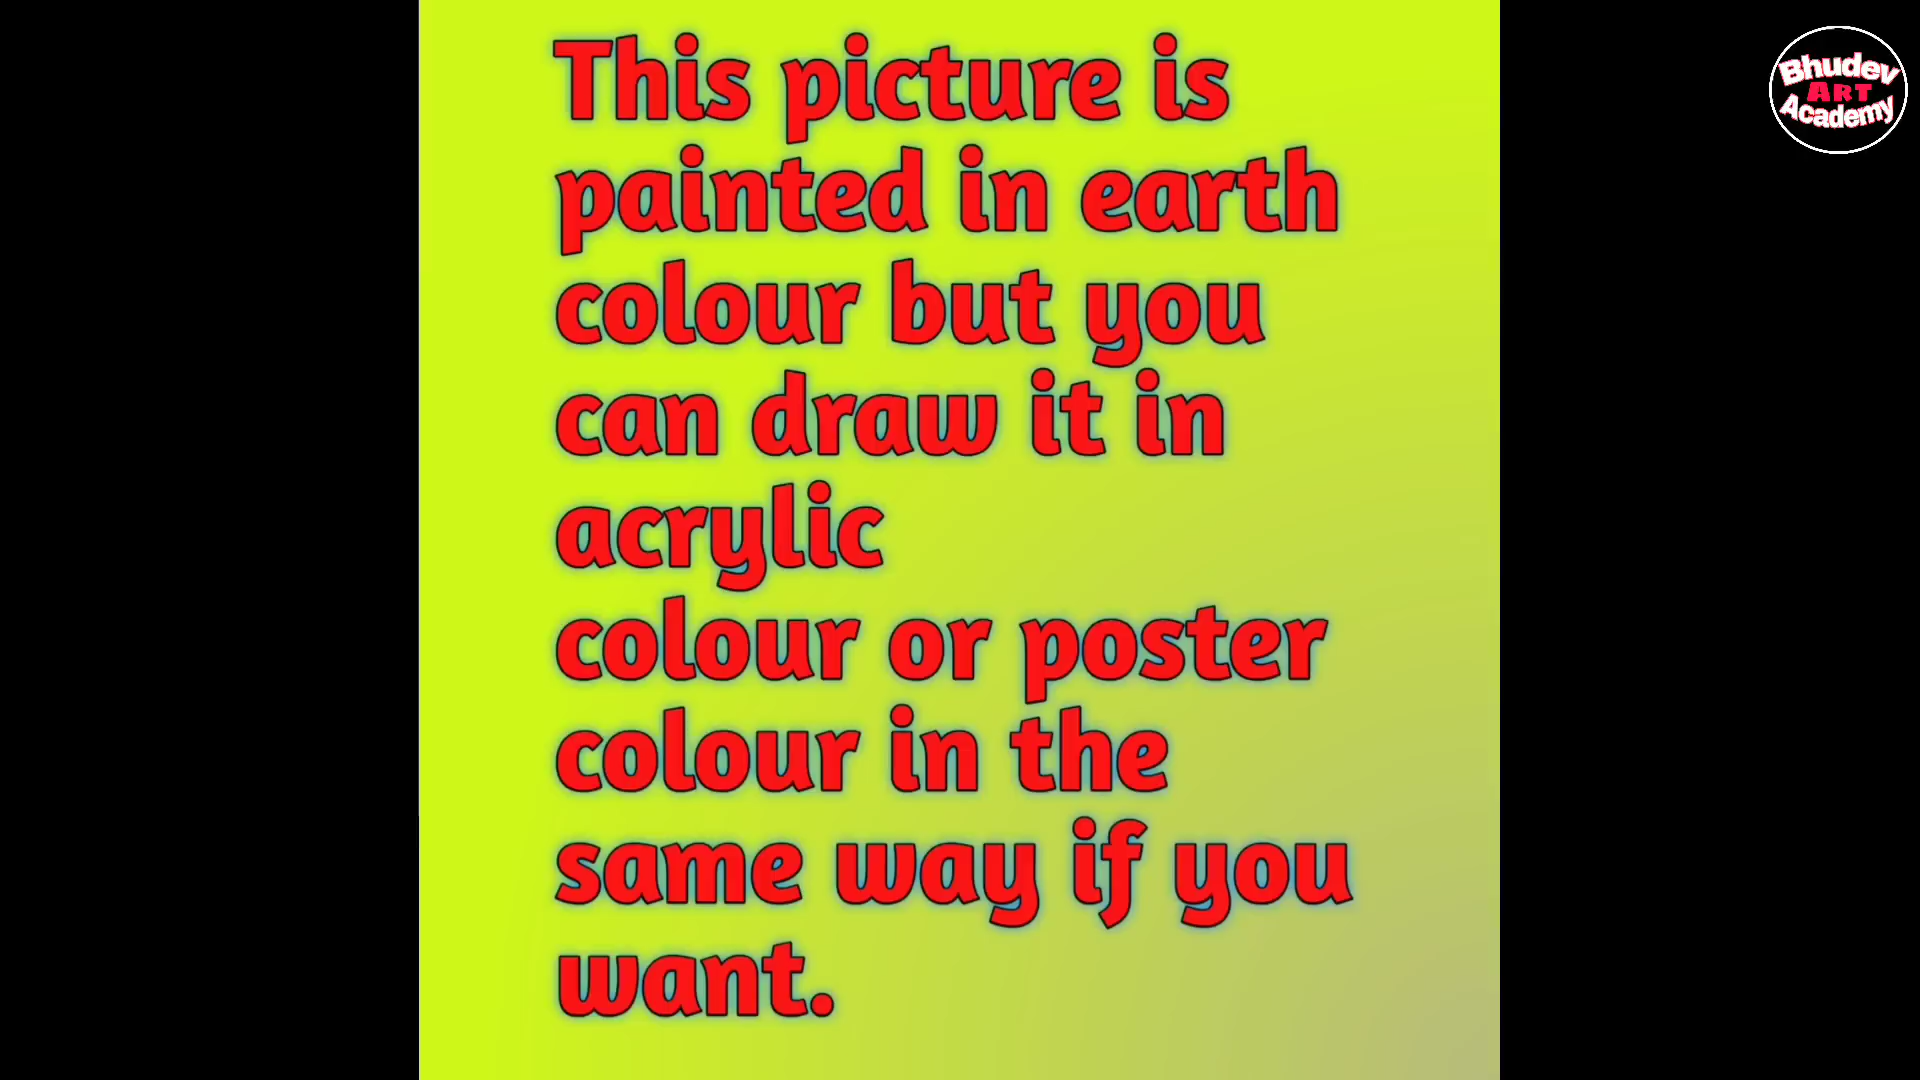 This picture is
painted in earth
colour but you
can draw it in
acrylic
colour or poster
colour in the
same way if you
want.
Bhudev
ART
Academy